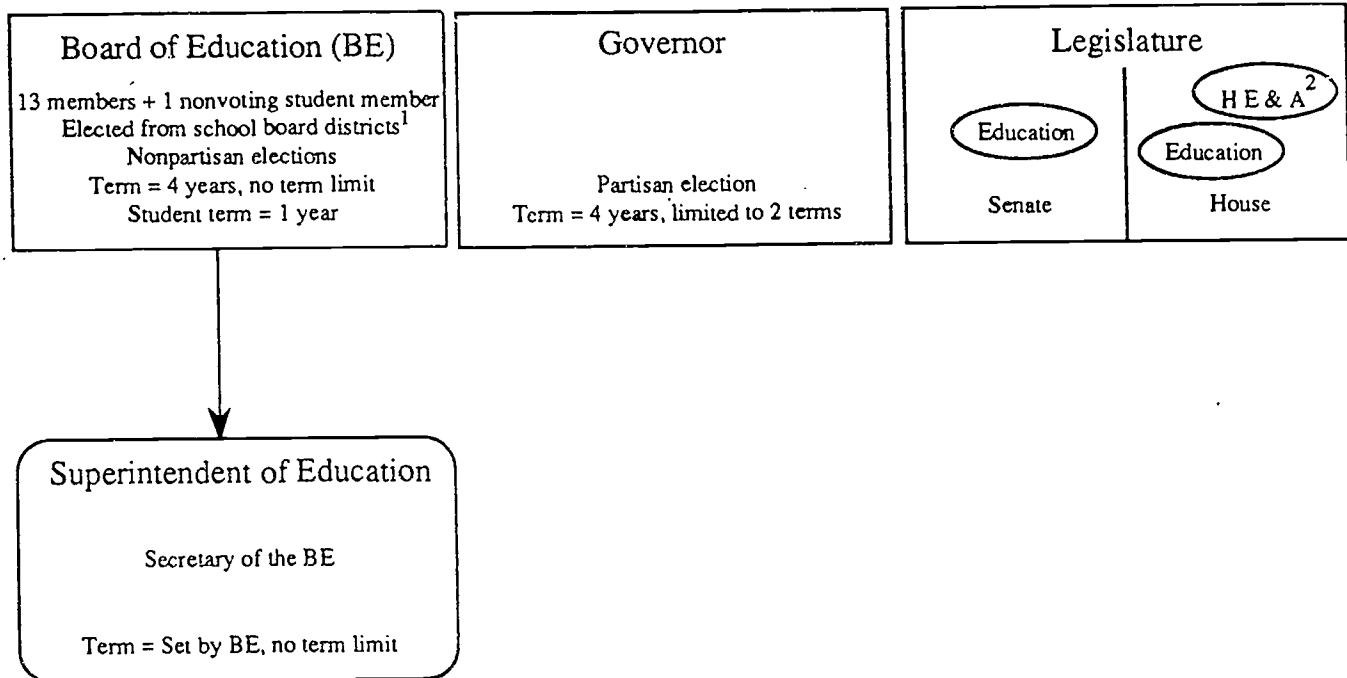 Board of Education (BE)
13 members + 1 nonvoting student member
Elected from school board districts1
Nonpartisan elections
Term = 4 years, no term limit
Student term = 1 year
Governor
Partisan election
Term = 4 years, limited to 2 terms
Legislature
H E & A2
Education
Education
Senate
House
Superintendent of Education
Secretary of the BE
Term = Set by BE, no term limit